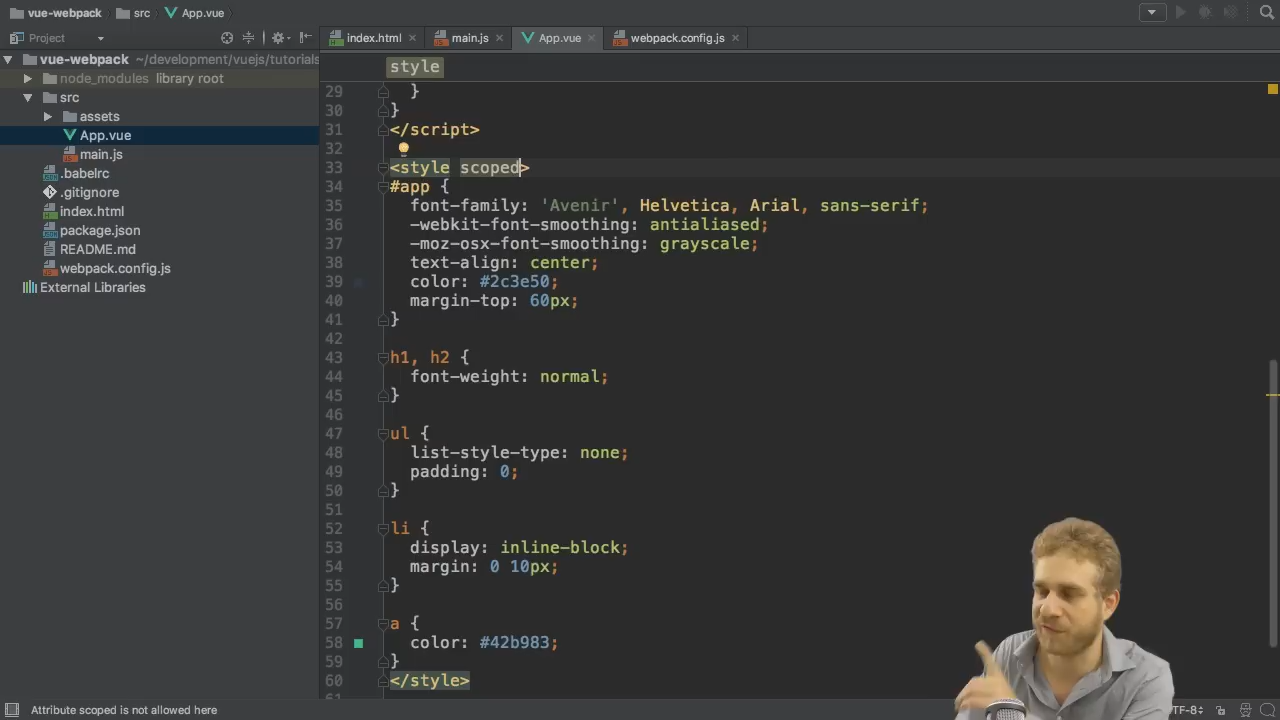 vue-webpack src App.vue
Project index.html main.js App.vue webpack.config.js
vue-webpack ~/development/vuejs/tutorials
node_modules library root
src
assets
App.vue
main.js
.babelrc
.gitignore
index.html
package.json
README.md
webpack.config.js
External Libraries
style
29 }
30 }
31 </script>
32
33 <style scoped>
34 #app {
35 font-family: 'Avenir', Helvetica, Arial, sans-serif;
36 -webkit-font-smoothing: antialiased;
37 -moz-osx-font-smoothing: grayscale;
38 text-align: center;
39 color: #2c3e50;
40 margin-top: 60px;
41 }
42
43 h1, h2 {
44 font-weight: normal;
45 }
46
47 ul {
48 list-style-type: none;
49 padding: 0;
50 }
51
52 li {
53 display: inline-block;
54 margin: 0 10px;
55 }
56
57 a {
58 color: #42b983;
59 }
60 </style>
61
Attribute scoped is not allowed here TF-8